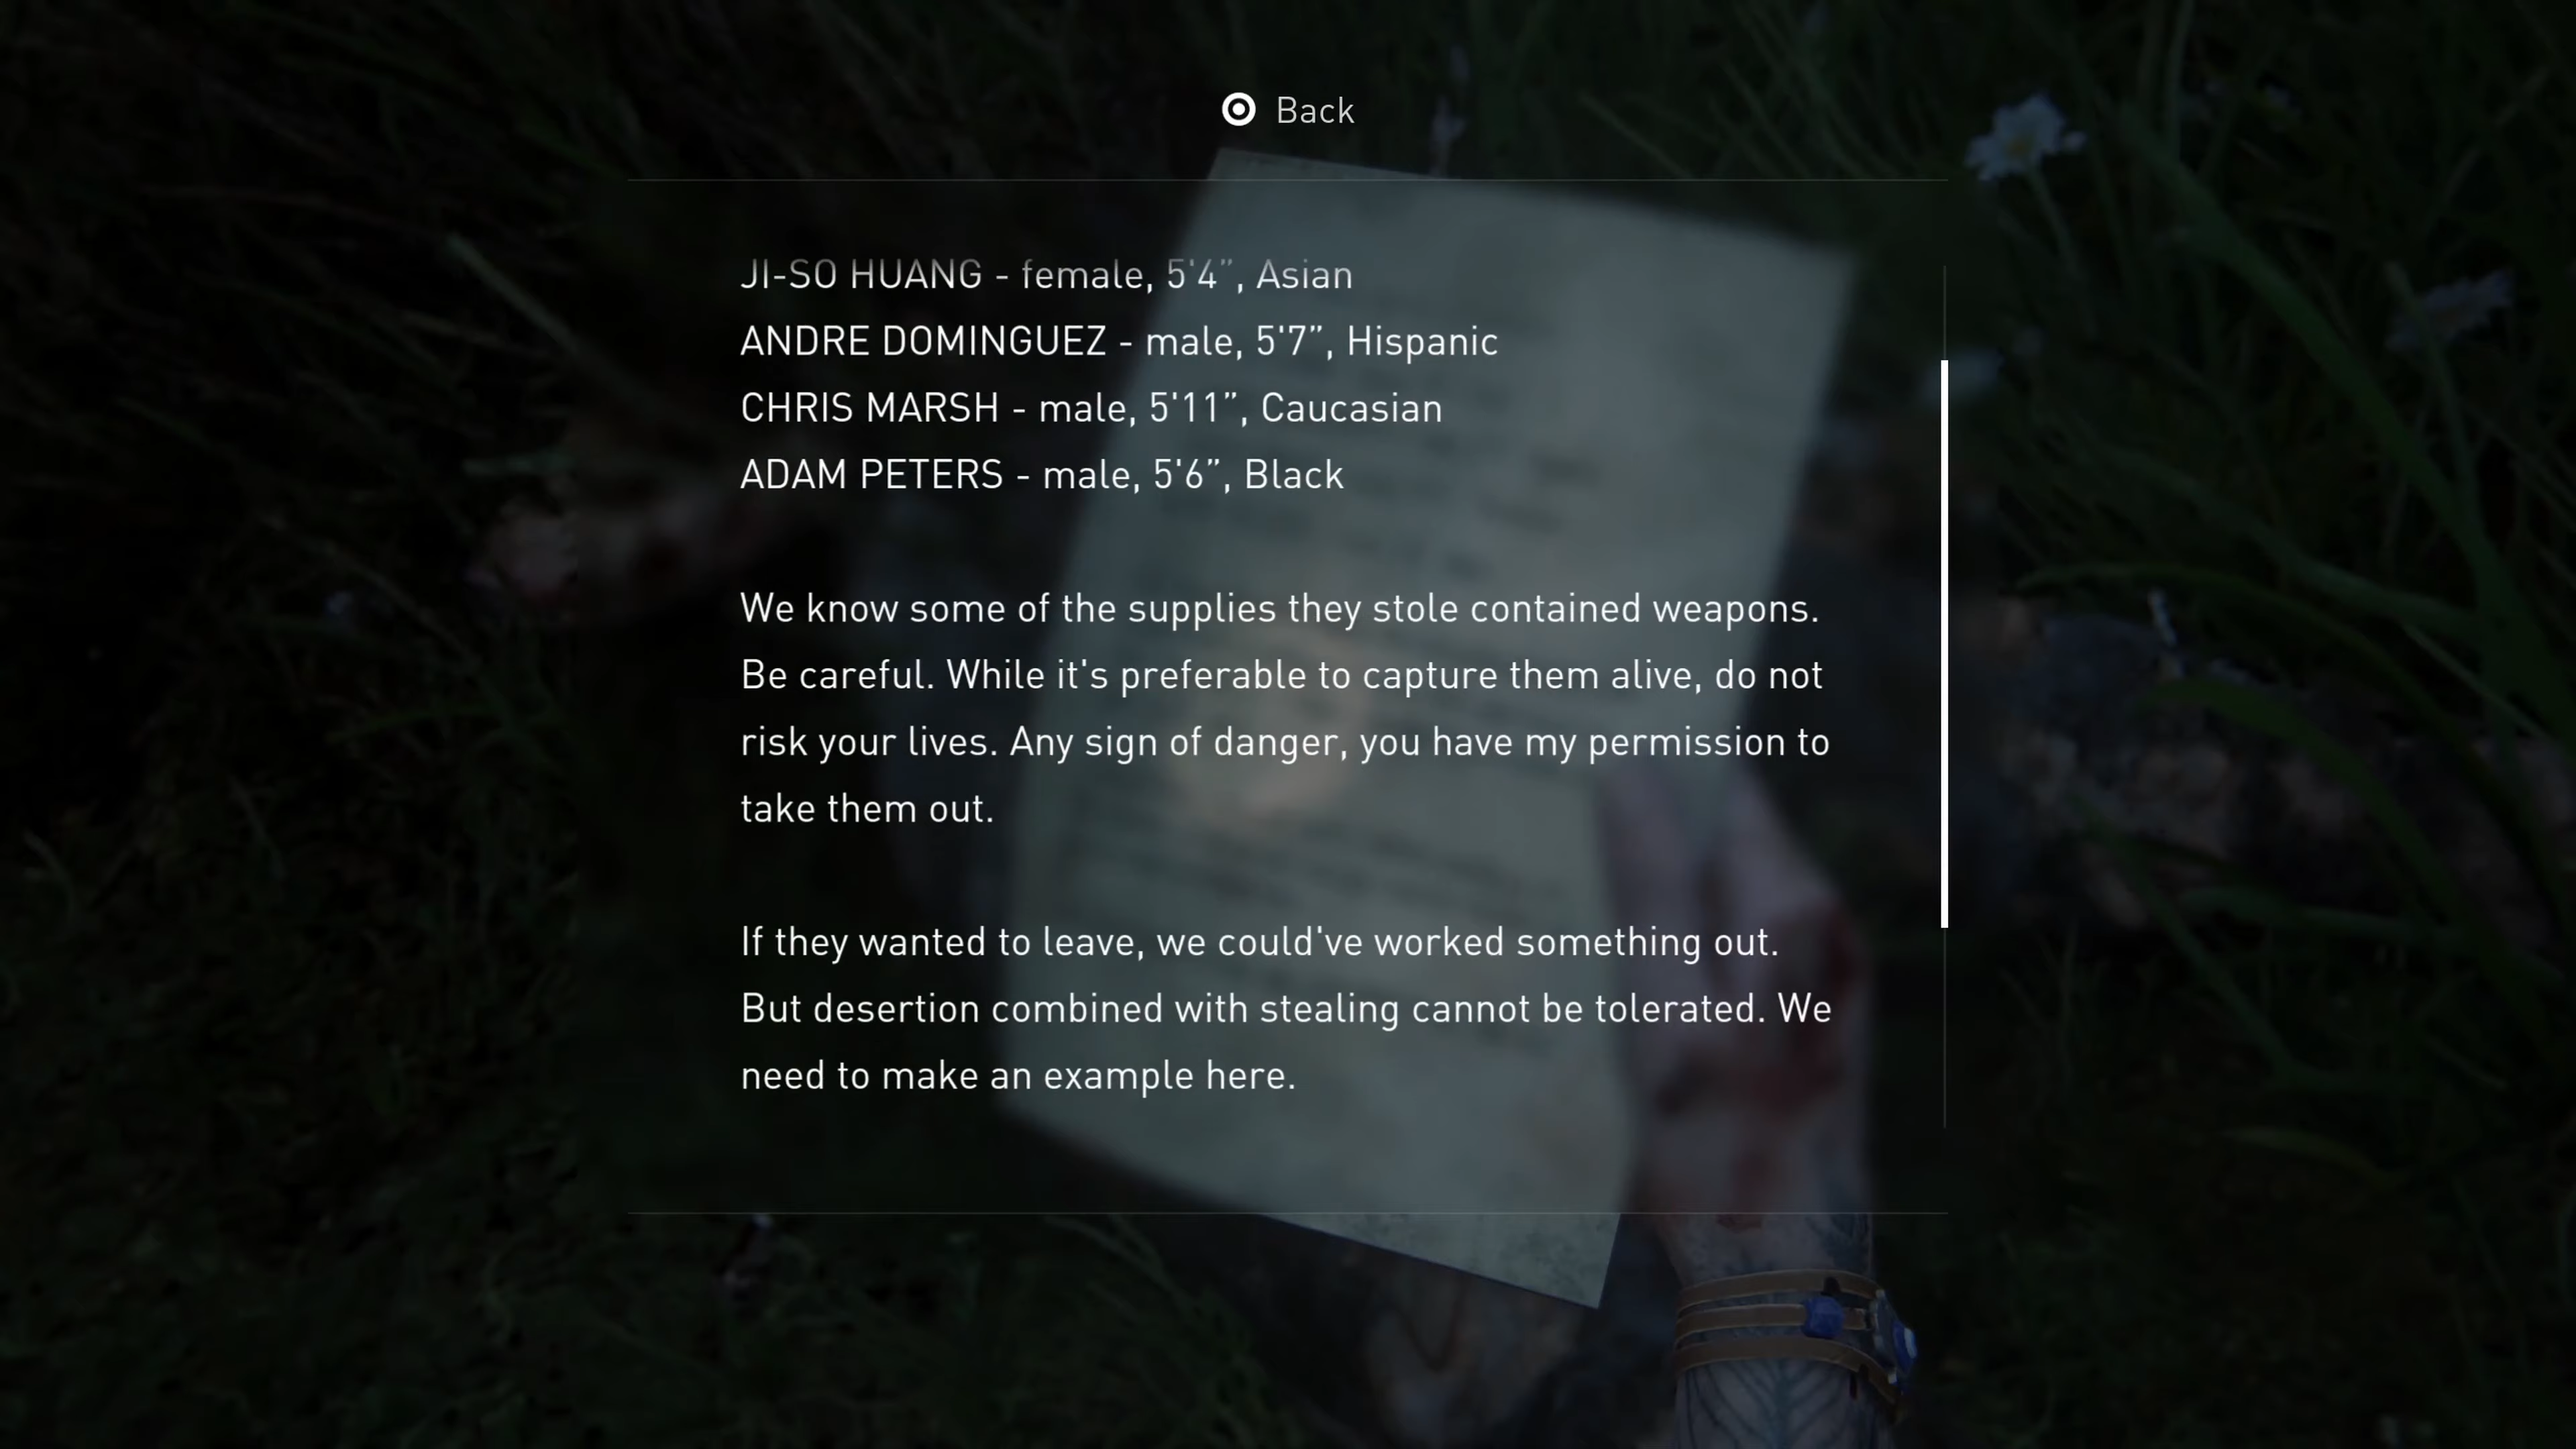 Back
JI-SO HUANG - female, 5'4”, Asian
ANDRE DOMINGUEZ - male, 5'7”, Hispanic
CHRIS MARSH - male, 5'11”, Caucasian
ADAM PETERS - male, 5'6”, Black
We know some of the supplies they stole contained weapons.
Be careful. While it's preferable to capture them alive, do not
risk your lives. Any sign of danger, you have my permission to
take them out.
If they wanted to leave, we could've worked something out.
But desertion combined with stealing cannot be tolerated. We
need to make an example here.